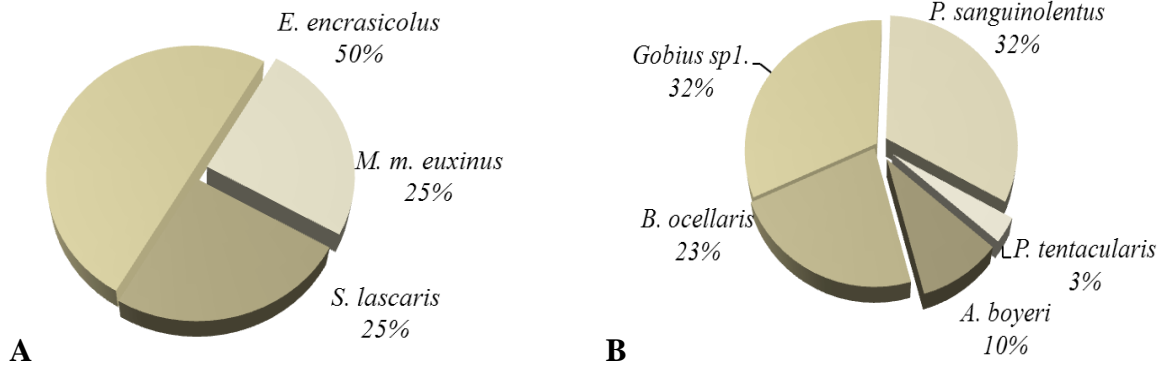 E. encrasicolus
50%
M. m. euxinus
25%
S. lascaris
25%
A
P. sanguinolentus
32%
Gobius sp1.
32%
B. ocellaris
23%
P. tentacularis
3%
A. boyeri
10%
B